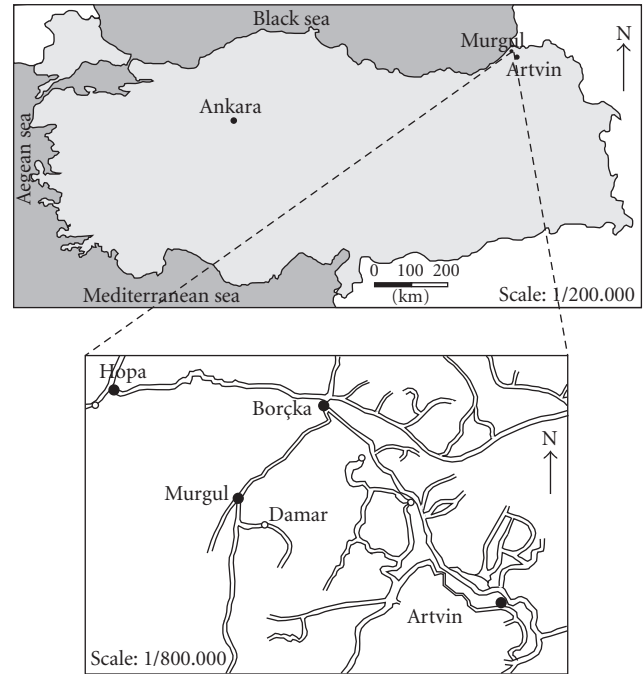 Black sea
N
Murgul
Artvin
Ankara
Aegean sea
0 100 200
(km)
Mediterranean sea
Scale: 1/200.000
Hopa
Borçka
N
Murgul
Damar
Artvin
Scale: 1/800.000